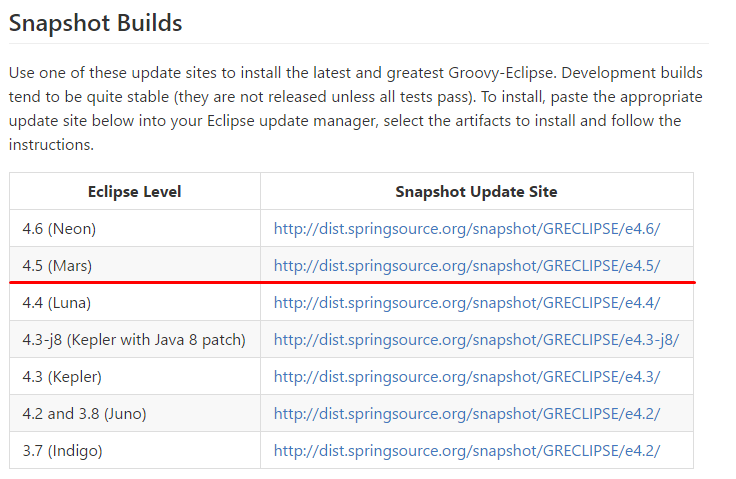 Snapshot Builds
Use one of these update sites to install the latest and greatest Groovy-Eclipse. Development builds
tend to be quite stable (they are not released unless all tests pass). To install, paste the appropriate
update site below into your Eclipse update manager, select the artifacts to install and follow the
instructions.
Eclipse Level Snapshot Update Site
4.6 (Neon) http://dist.springsource.org/snapshot/GRECLIPSE/e4.6/
4.5 (Mars) http://dist.springsource.org/snapshot/GRECLIPSE/e4.5/
4.4 (Luna) http://dist.springsource.org/snapshot/GRECLIPSE/e4.4/
4.3-j8 (Kepler with Java 8 patch) http://dist.springsource.org/snapshot/GRECLIPSE/e4.3-j8/
4.3 (Kepler) http://dist.springsource.org/snapshot/GRECLIPSE/e4.3/
4.2 and 3.8 (Juno) http://dist.springsource.org/snapshot/GRECLIPSE/e4.2/
3.7 (Indigo) http://dist.springsource.org/snapshot/GRECLIPSE/e4.2/